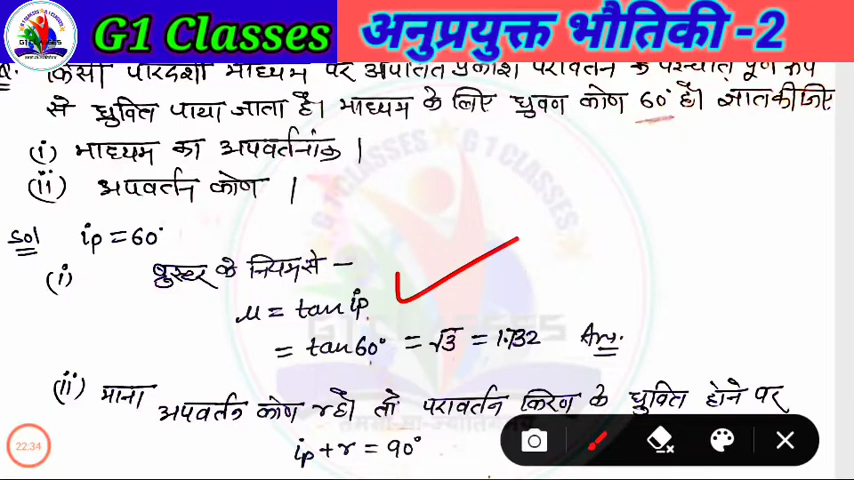 G1 Classes अनुप्रयुक्त भौतिकी -2
किसी पारदर्शी माध्यम पर आपतित प्रकाश परावर्तन के पश्चात् पूर्ण रूप
से ध्रुवित पाया जाता है। माध्यम के लिए ध्रुवण कोण 60° है। ज्ञात कीजिए
(i) माध्यम का अपवर्तनांक।
(ii) अपवर्तन कोण।
Sol ip = 60°
(i) ब्रुस्टर के नियम से –
μ = tan ip
= tan 60° = √3 = 1.732 Ans.
(ii) माना अपवर्तन कोण r है। तो परावर्तन किरण के ध्रुवित होने पर
ip + r = 90°
22:34